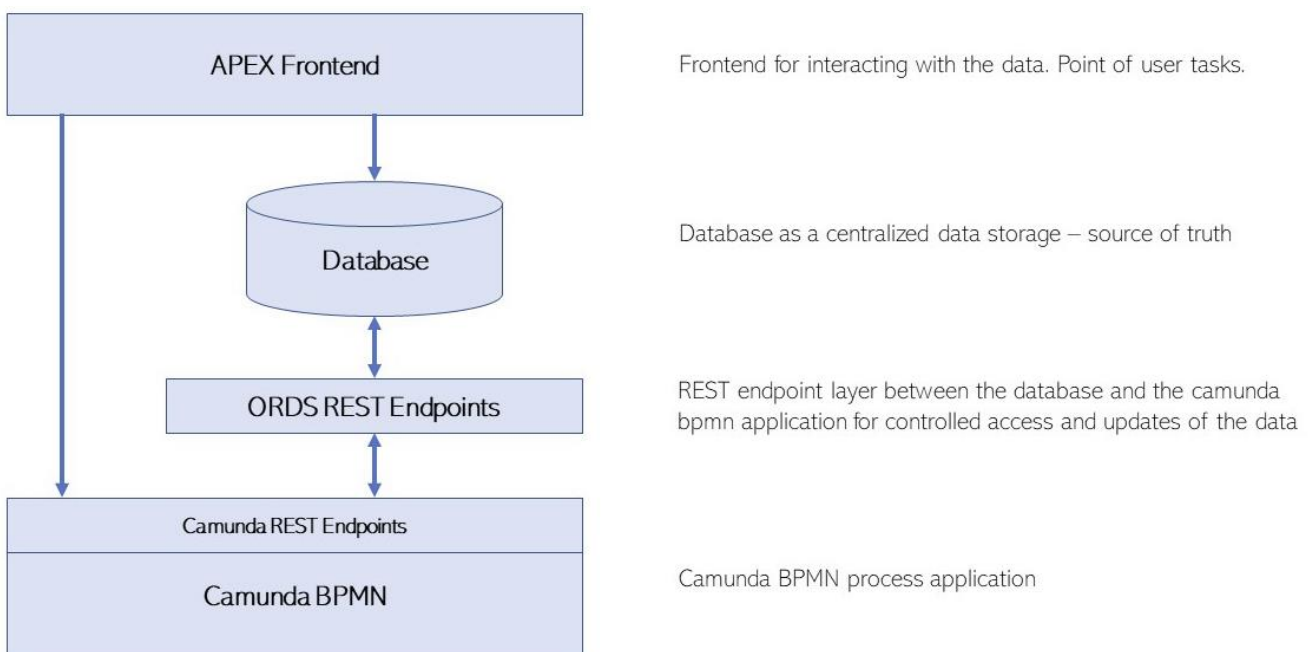 APEX Frontend
Frontend for interacting with the data. Point of user tasks.
Database
Database as a centralized data storage – source of truth
ORDS REST Endpoints
REST endpoint layer between the database and the camunda
bpmn application for controlled access and updates of the data
Camunda REST Endpoints
Camunda BPMN
Camunda BPMN process application